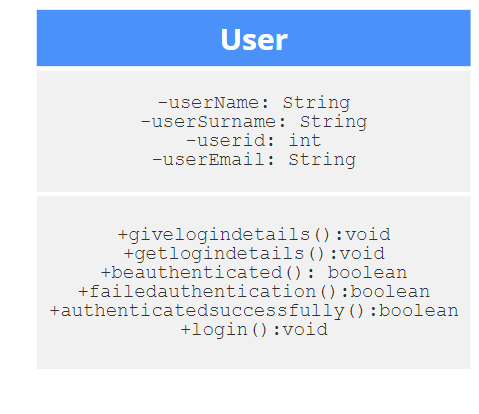 User
-userName: String
-userSurname: String
-userid: int
-userEmail: String
+givelogindetails():void
+getlogindetails():void
+beauthenticated(): boolean
+failedauthentication():boolean
+authenticatedsuccessfully():boolean
+login():void